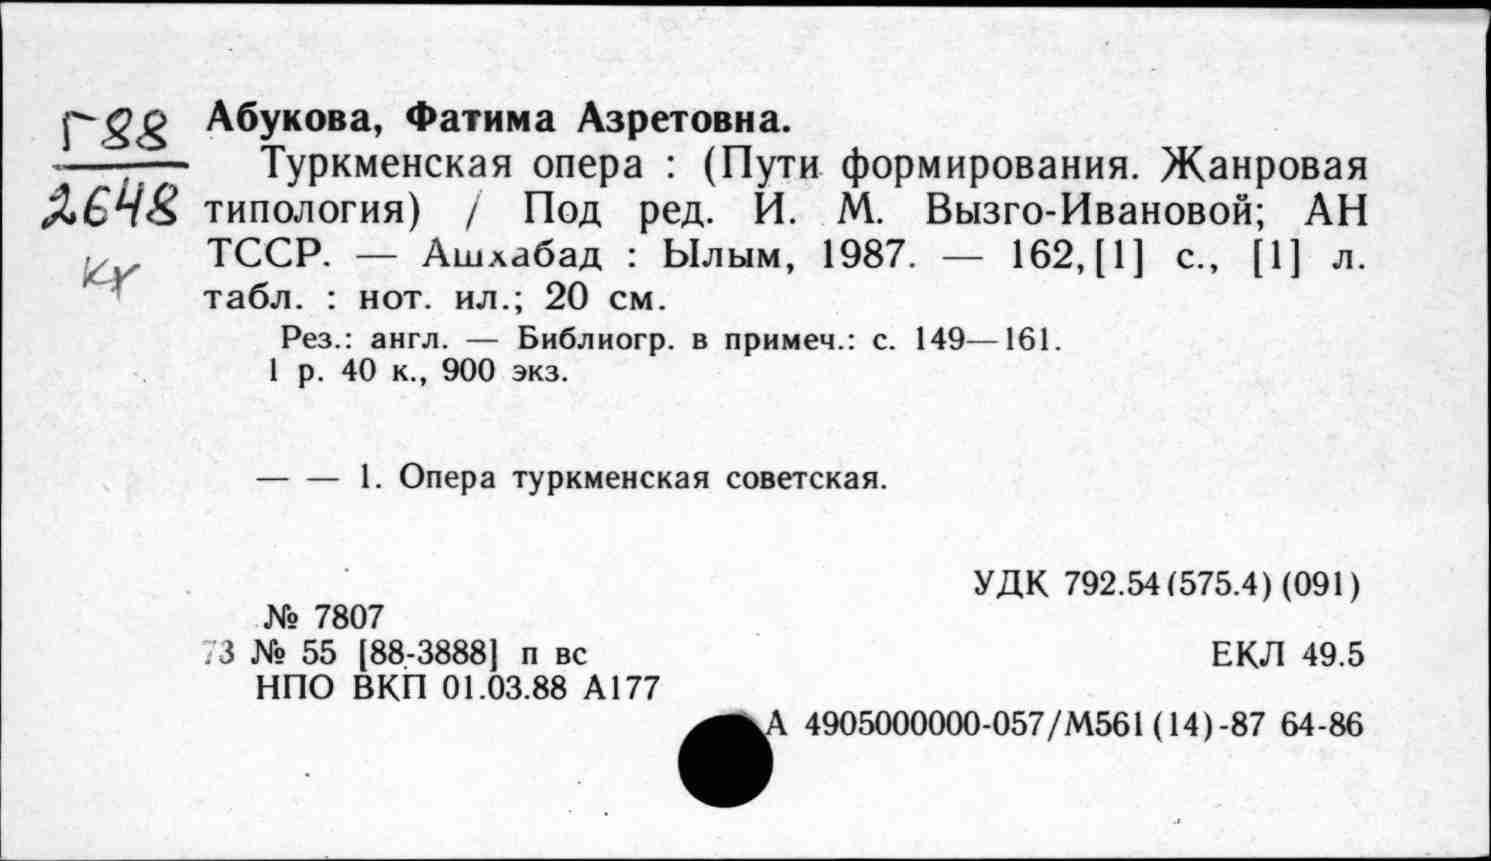 Г88
2648
кх
Абукова, Фатима Азретовна.
Туркменская опера : (Пути формирования. Жанровая
типология) / Под ред. И. М. Вызго-Ивановой; АН
ТССР. — Ашхабад : Ылым, 1987. — 162,[1] с., [1] л.
табл. : нот. ил.; 20 см.
Рез.: англ. — Библиогр. в примеч.: с. 149—161.
1 р. 40 к., 900 экз.
— — 1. Опера туркменская советская.
УДК 792.54(575.4)(091)
№ 7807
73 № 55 [88-3888] п вс
ЕКЛ 49.5
НПО ВКП 01.03.88 А177
А 4905000000-057/М561(14)-87 64-86